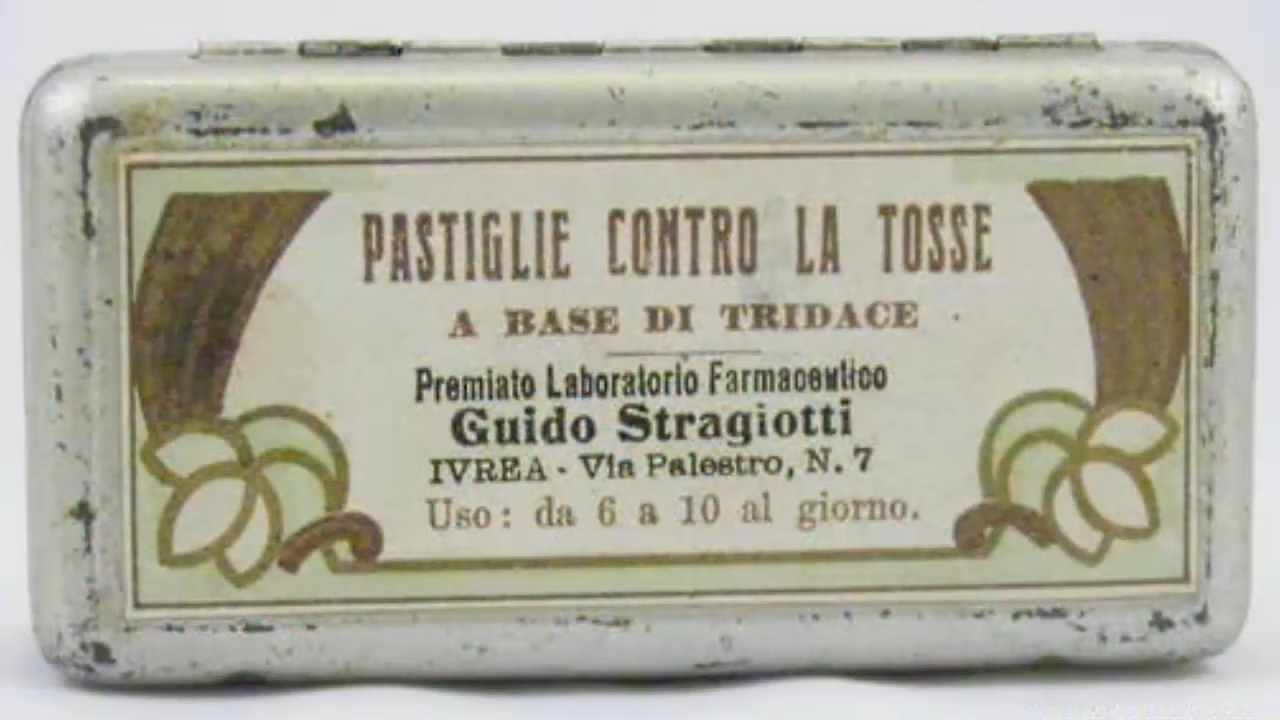 PASTIGLIE CONTRO LA TOSSE
A BASE DI TRIDACE
Premiato Laboratorio Farmaceutico
Guido Stragiotti
IVREA - Via Palestro, N. 7
Uso: da 6 a 10 al giorno.